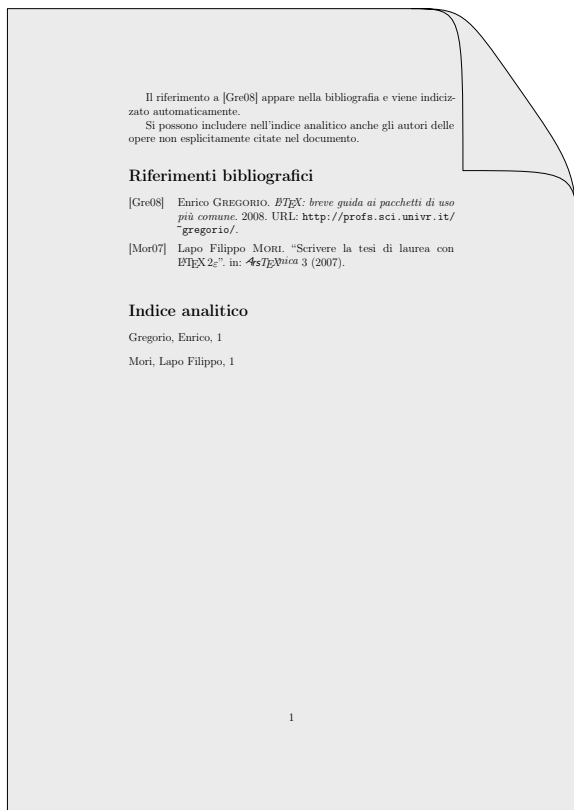 Il riferimento a [Gre08] appare nella bibliografia e viene indiciz-
zato automaticamente.
Si possono includere nell'indice analitico anche gli autori delle
opere non esplicitamente citate nel documento.
Riferimenti bibliografici
[Gre08] Enrico GREGORIO. LATEX: breve guida ai pacchetti di uso
più comune. 2008. URL: http://profs.sci.univr.it/
~gregorio/.
[Mor07] Lapo Filippo MORI. “Scrivere la tesi di laurea con
LATEX 2ε”. in: ArsTEXnica 3 (2007).
Indice analitico
Gregorio, Enrico, 1
Mori, Lapo Filippo, 1
1